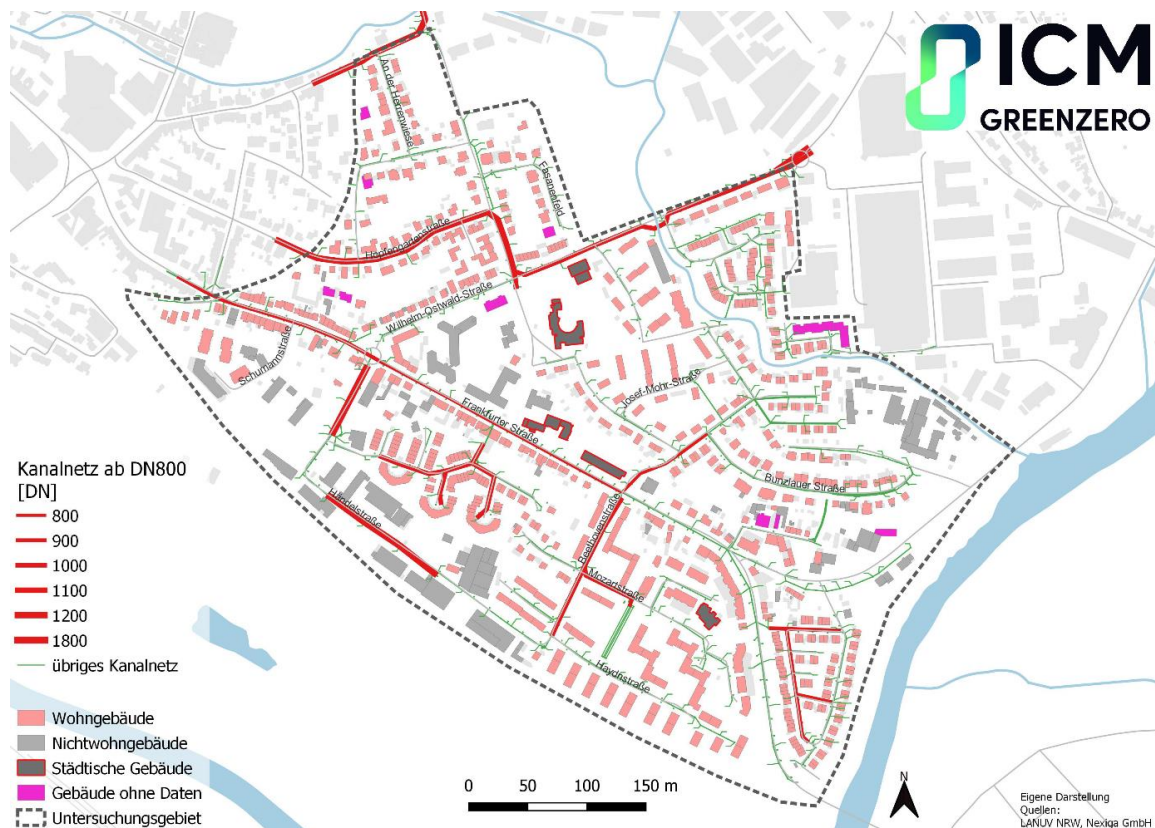 ICM
GREENZERO
An der Herrenwiese
Fasanenfeld
Hopfengartenstraße
Wilhelm-Ostwald-Straße
Schumannstraße
Josef-Mohr-Straße
Frankfurter Straße
Bunzlauer Straße
Beethovenstraße
Händelstraße
Mozartstraße
Haydnstraße
Kanalnetz ab DN800
[DN]
800
900
1000
1100
1200
1800
übriges Kanalnetz
Wohngebäude
Nichtwohngebäude
Städtische Gebäude
Gebäude ohne Daten
Untersuchungsgebiet
0 50 100 150 m
N
Eigene Darstellung
Quellen:
LANUV NRW, Nexiga GmbH